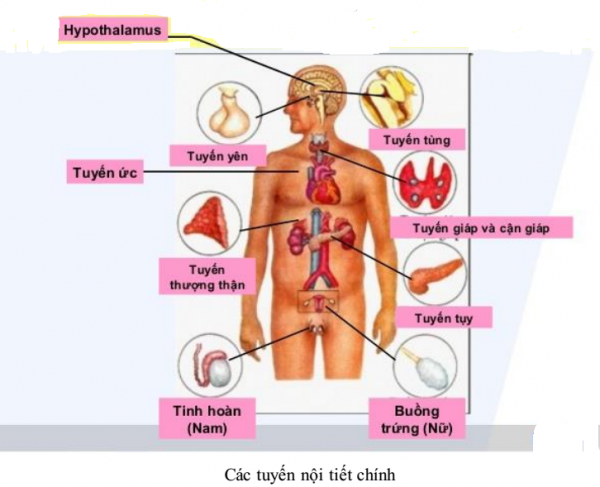 Hypothalamus
Tuyến yên
Tuyến tùng
Tuyến ức
Tuyến giáp và cận giáp
Tuyến
thượng thận
Tuyến tụy
Tinh hoàn
(Nam)
Buồng
trứng (Nữ)
Các tuyến nội tiết chính